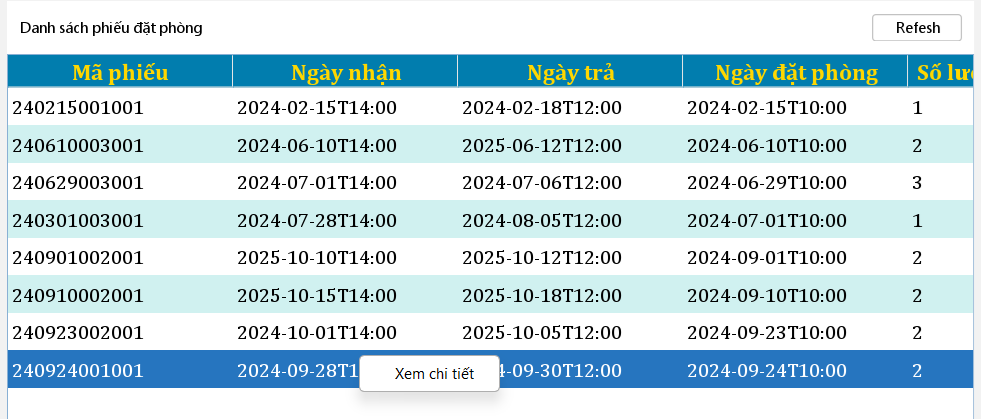 Danh sách phiếu đặt phòng Refesh
Mã phiếu Ngày nhận Ngày trả Ngày đặt phòng Số lư
240215001001 2024-02-15T14:00 2024-02-18T12:00 2024-02-15T10:00 1
240610003001 2024-06-10T14:00 2025-06-12T12:00 2024-06-10T10:00 2
240629003001 2024-07-01T14:00 2024-07-06T12:00 2024-06-29T10:00 3
240301003001 2024-07-28T14:00 2024-08-05T12:00 2024-07-01T10:00 1
240901002001 2025-10-10T14:00 2025-10-12T12:00 2024-09-01T10:00 2
240910002001 2025-10-15T14:00 2025-10-18T12:00 2024-09-10T10:00 2
240923002001 2024-10-01T14:00 2025-10-05T12:00 2024-09-23T10:00 2
240924001001 2024-09-28T1 Xem chi tiết -09-30T12:00 2024-09-24T10:00 2